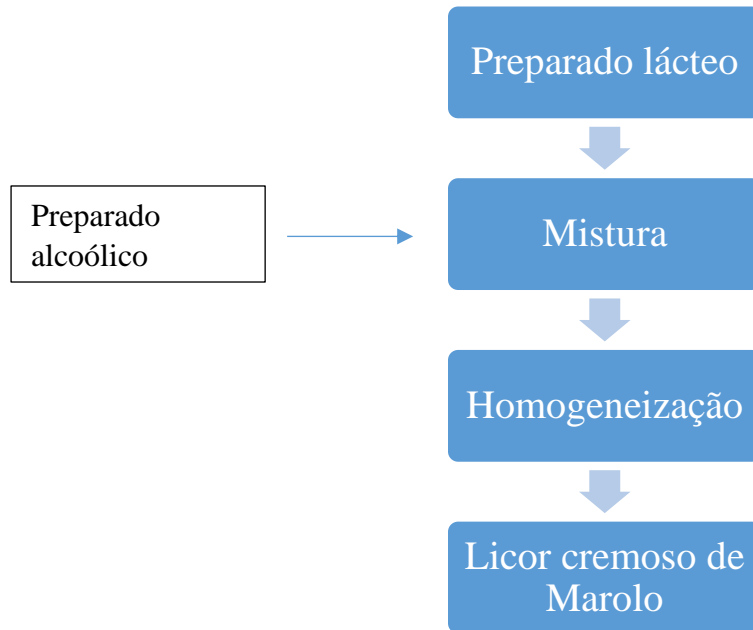 Preparado lácteo
Preparado
alcoólico
Mistura
Homogeneização
Licor cremoso de
Marolo